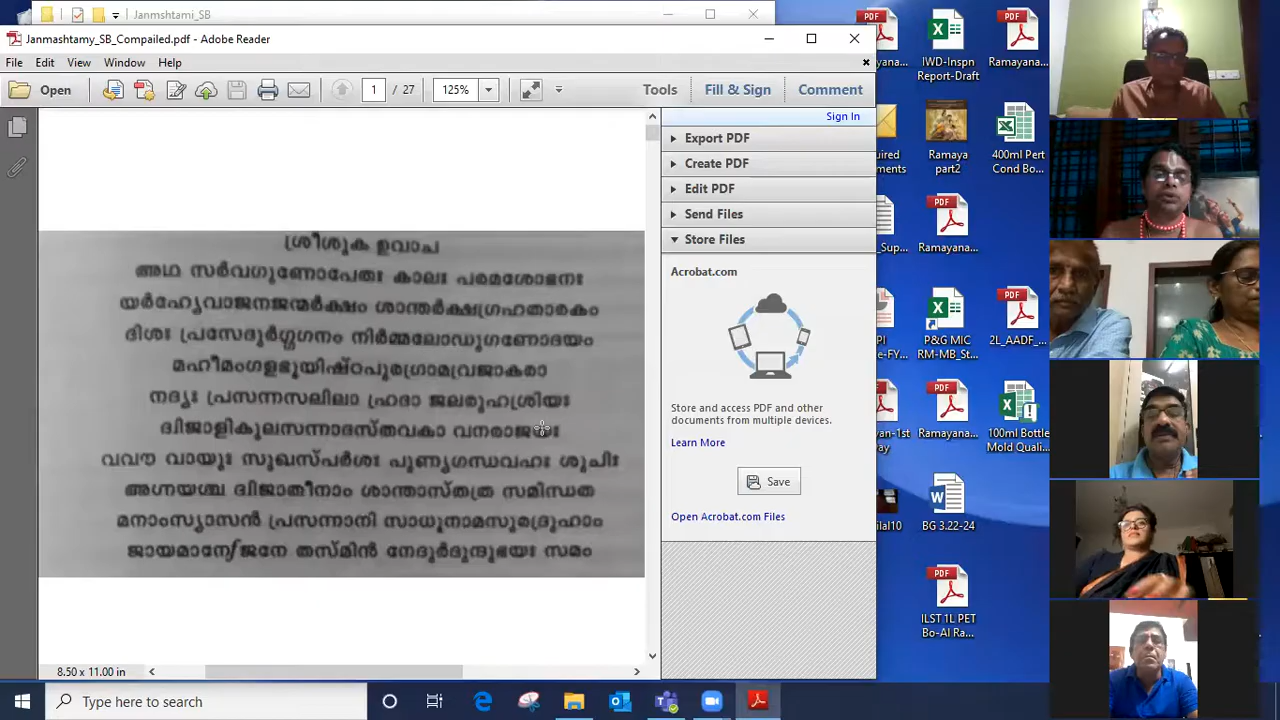 Janmshtami_SB
Janmashtamy_SB_Compailed.pdf - Adobe Reader
File Edit View Window Help
Open 1 / 27 125% Tools Fill & Sign Comment
Sign In
Export PDF
Create PDF
Edit PDF
Send Files
Store Files
Acrobat.com
Store and access PDF and other
documents from multiple devices.
Learn More
Save
Open Acrobat.com Files
ശ്രീശുക ഉവാച
അഥ സർവഗുണോപേതഃ കാലഃ പരമശോഭനഃ
യർഹ്യേവാജനജന്മർക്ഷം ശാന്തർക്ഷഗ്രഹതാരകം
ദിശഃ പ്രസേദുർഗ്ഗഗനം നിർമ്മലോഡുഗണോദയം
മഹീമംഗളഭൂയിഷ്ഠപുരഗ്രാമവ്രജാകരാ
നദ്യഃ പ്രസന്നസലിലാ ഹ്രദാ ജലരുഹശ്രിയഃ
ദ്വിജാളികുലസന്നാദസ്തവകാ
വവൗ വായുഃ സുഖസ്പർശഃ പുണ്യഗന്ധവഹഃ ശുചിഃ
അഗ്നയശ്ച ദ്വിജാതീനാം ശാന്താസ്തത്ര സമിന്ധത
മനാംസ്യാസൻ പ്രസന്നാനി സാധൂനാമസുരദ്രുഹാം
ജായമാനേƒജനേ തസ്മിൻ നേദുർദുന്ദുഭയഃ സമം
8.50 x 11.00 in
IWD-Inspn
Report-Draft
Ramayana...
Ramaya
part2
400ml Pert
Cond Bo...
Ramayana...
P&G MIC
RM-MB_St...
2L_AADF_...
Ramayana...
100ml Bottle
Mold Quali...
BG 3.22-24
ILST 1L PET
Bo-Al Ra...
Type here to search